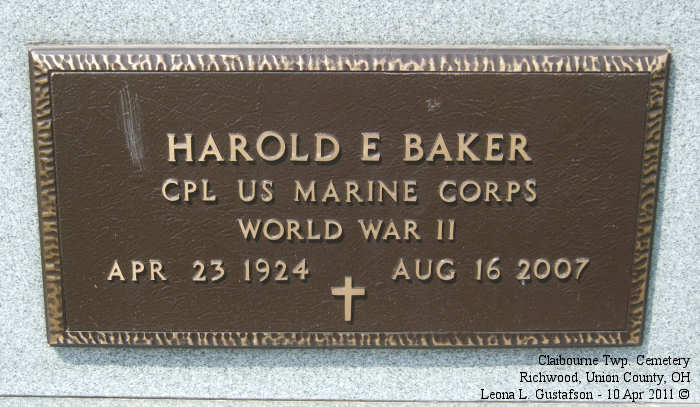 HAROLD E BAKER
CPL US MARINE CORPS
WORLD WAR II
APR 23 1924 AUG 16 2007
Claibourne Twp. Cemetery
Richwood, Union County, OH
Leona L. Gustafson - 10 Apr 2011 ©